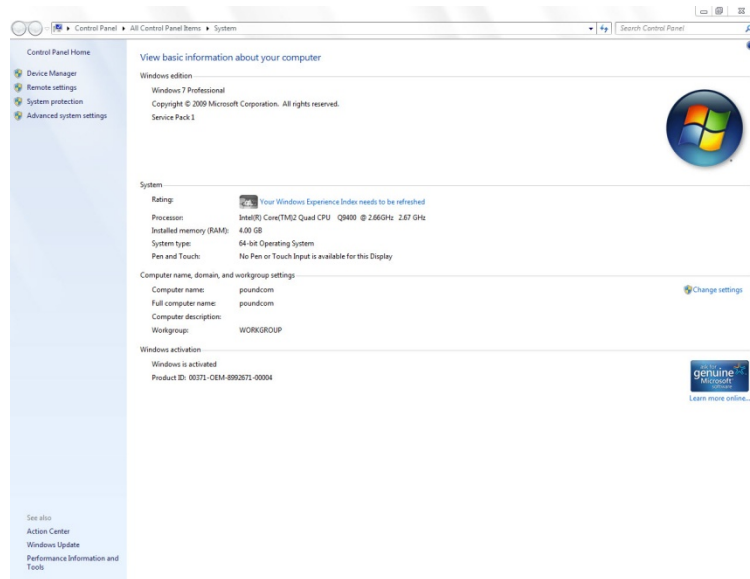 Control Panel ▸ All Control Panel Items ▸ System
Search Control Panel
Control Panel Home
Device Manager
Remote settings
System protection
Advanced system settings
View basic information about your computer
Windows edition
Windows 7 Professional
Copyright © 2009 Microsoft Corporation. All rights reserved.
Service Pack 1
System
Rating: Your Windows Experience Index needs to be refreshed
Processor: Intel(R) Core(TM)2 Quad CPU Q9400 @ 2.66GHz 2.67 GHz
Installed memory (RAM): 4.00 GB
System type: 64-bit Operating System
Pen and Touch: No Pen or Touch Input is available for this Display
Computer name, domain, and workgroup settings
Computer name: poundcom
Change settings
Full computer name: poundcom
Computer description:
Workgroup: WORKGROUP
Windows activation
Windows is activated
Product ID: 00371-OEM-8992671-00004
ask for
genuine
Microsoft
software
Learn more online...
See also
Action Center
Windows Update
Performance Information and
Tools